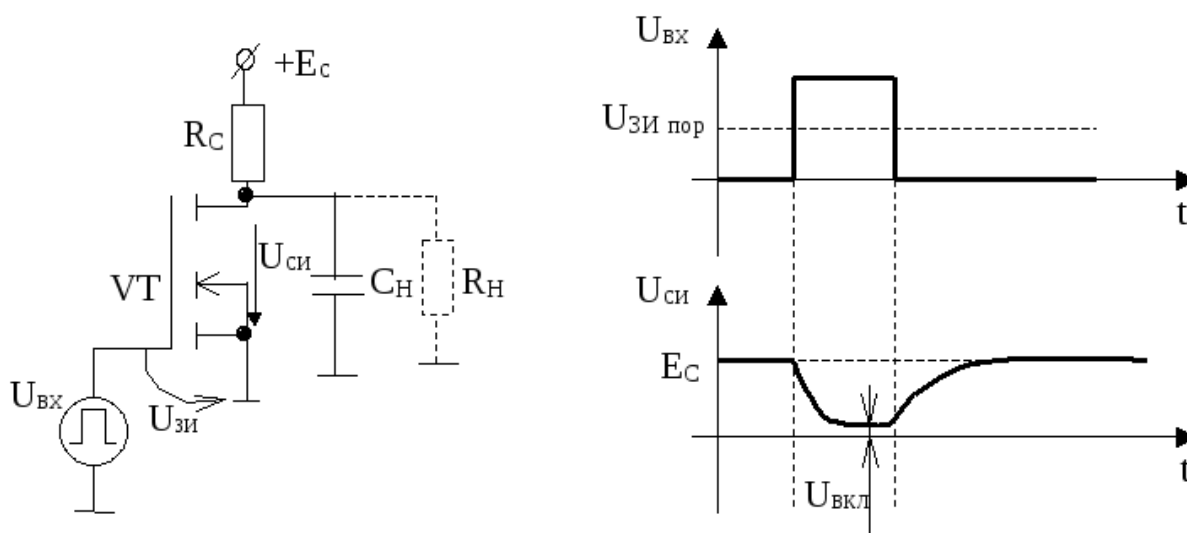 +Eс
Rс
Uси
VT
Cн
Rн
Uвх
Uзи
Uвх
Uзи пор
t
Uси
Eс
t
Uвкл